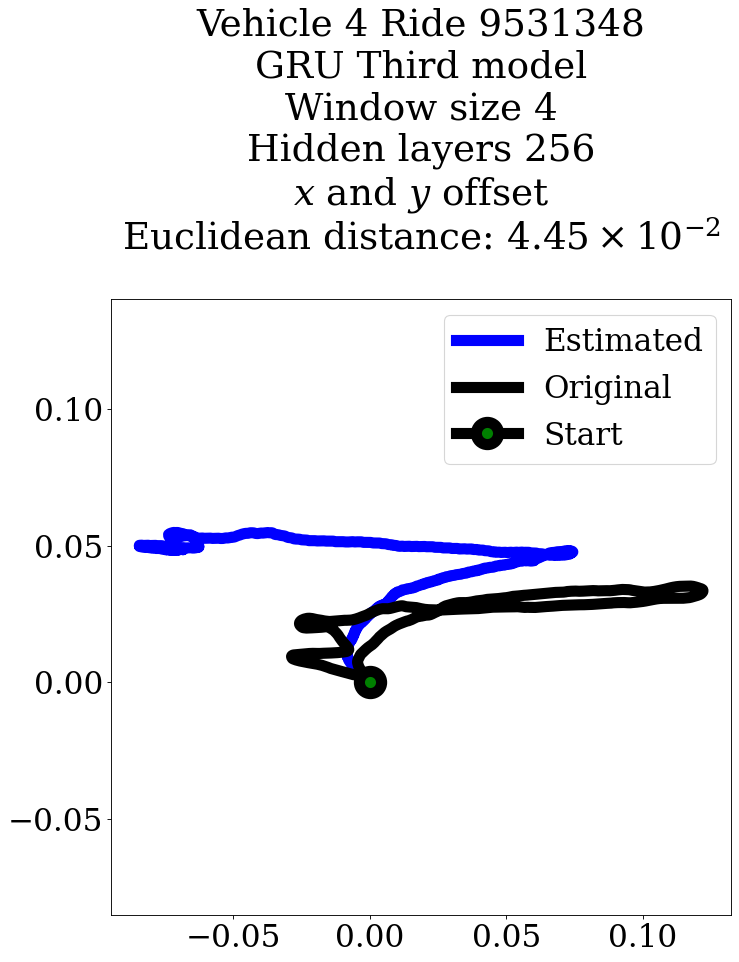 Vehicle 4 Ride 9531348
GRU Third model
Window size 4
Hidden layers 256
x and y offset
Euclidean distance: 4.45 × 10⁻²
Estimated
Original
Start
0.10
0.05
0.00
−0.05
−0.05 0.00 0.05 0.10